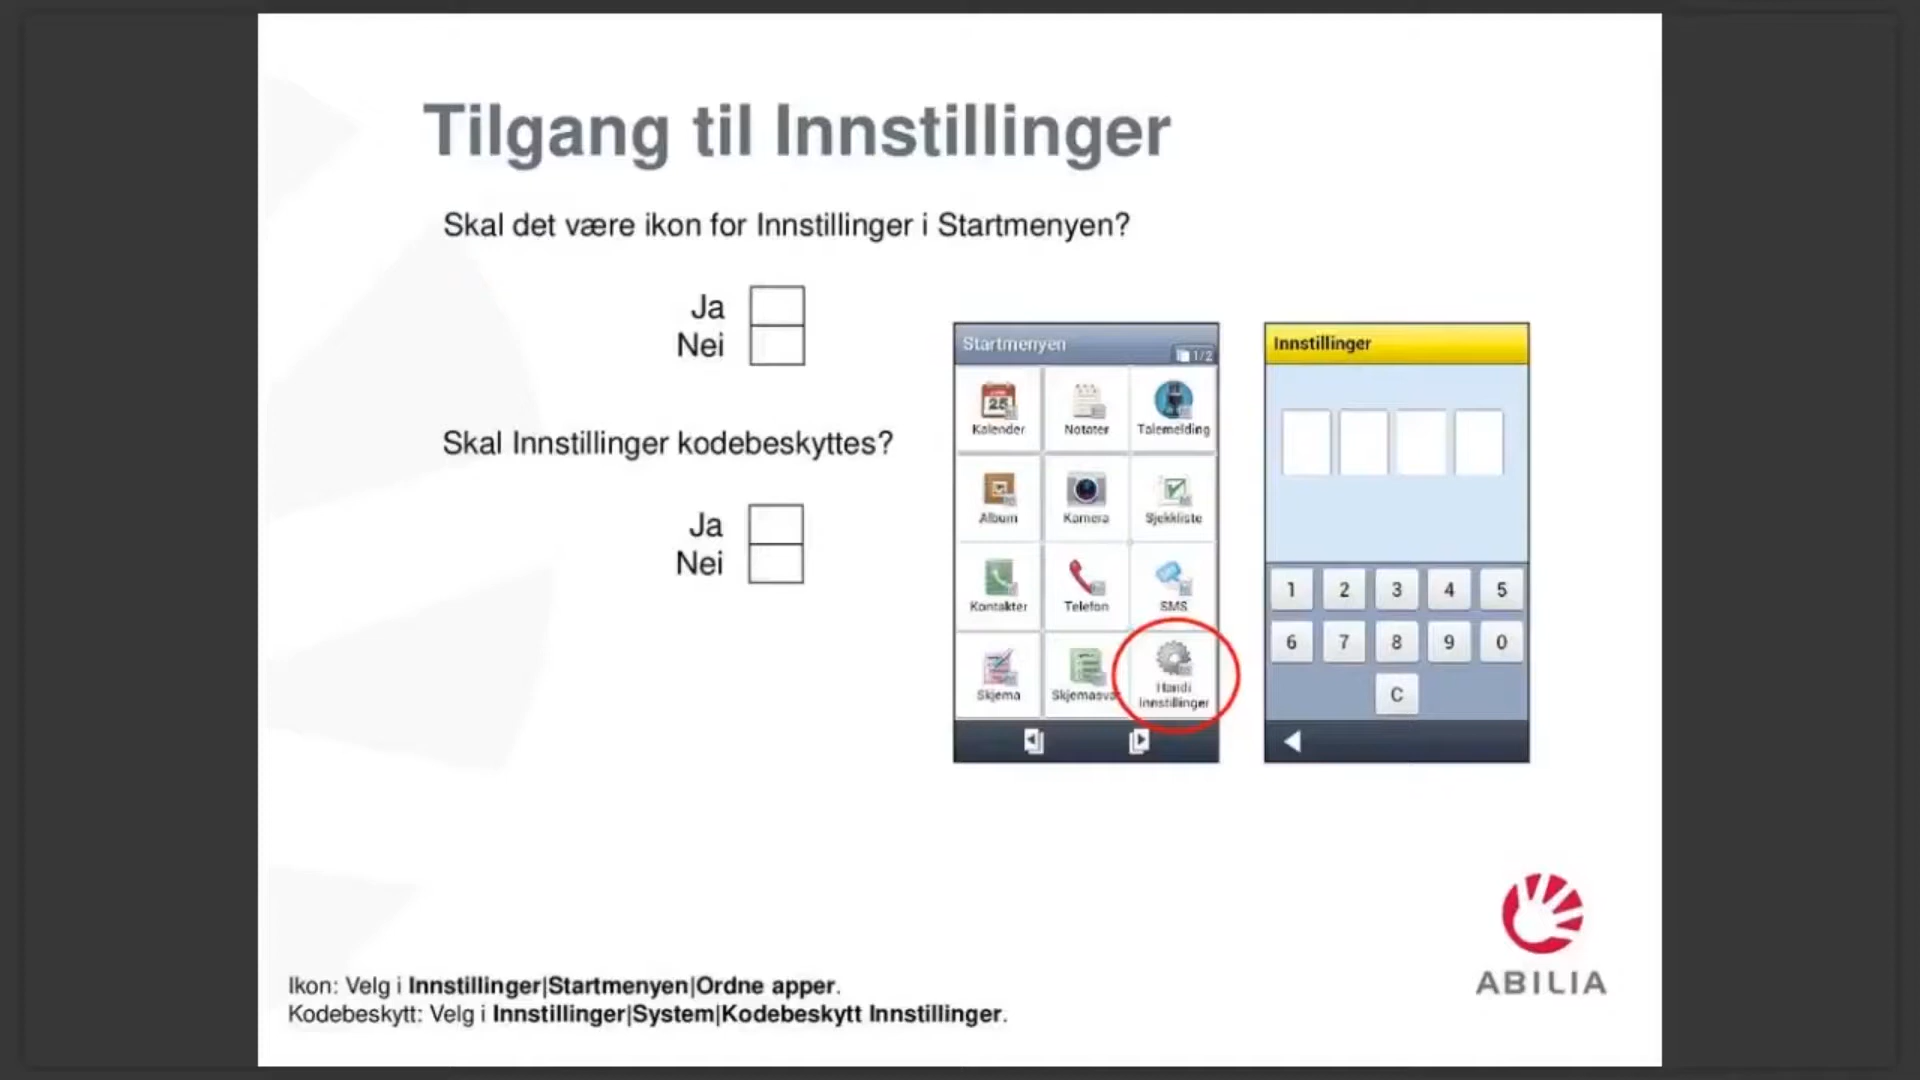 Tilgang til Innstillinger
Skal det være ikon for Innstillinger i Startmenyen?
Ja
Nei
Skal Innstillinger kodebeskyttes?
Ja
Nei
Startmenyen
1/2
Kalender Notater Talemelding
25
Album Kamera Sjekkliste
Kontakter Telefon SMS
Skjema Skjemasva Handi
Innstillinger
Innstillinger
1 2 3 4 5
6 7 8 9 0
C
ABILIA
Ikon: Velg i Innstillinger|Startmenyen|Ordne apper.
Kodebeskytt: Velg i Innstillinger|System|Kodebeskytt Innstillinger.